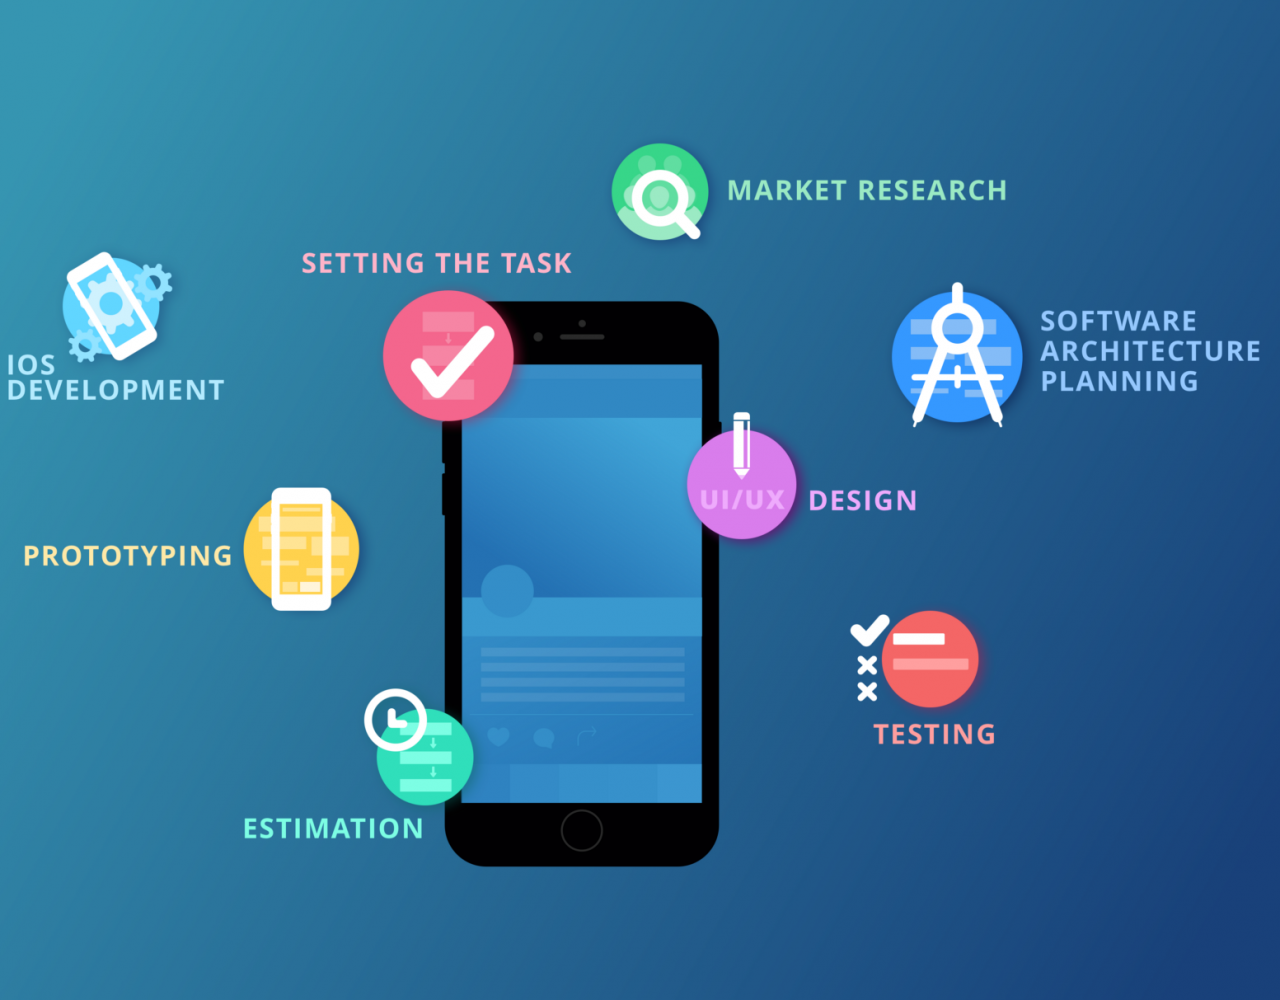 MARKET RESEARCH
SETTING THE TASK
SOFTWARE
ARCHITECTURE
PLANNING
IOS
DEVELOPMENT
UI/UX DESIGN
PROTOTYPING
TESTING
ESTIMATION